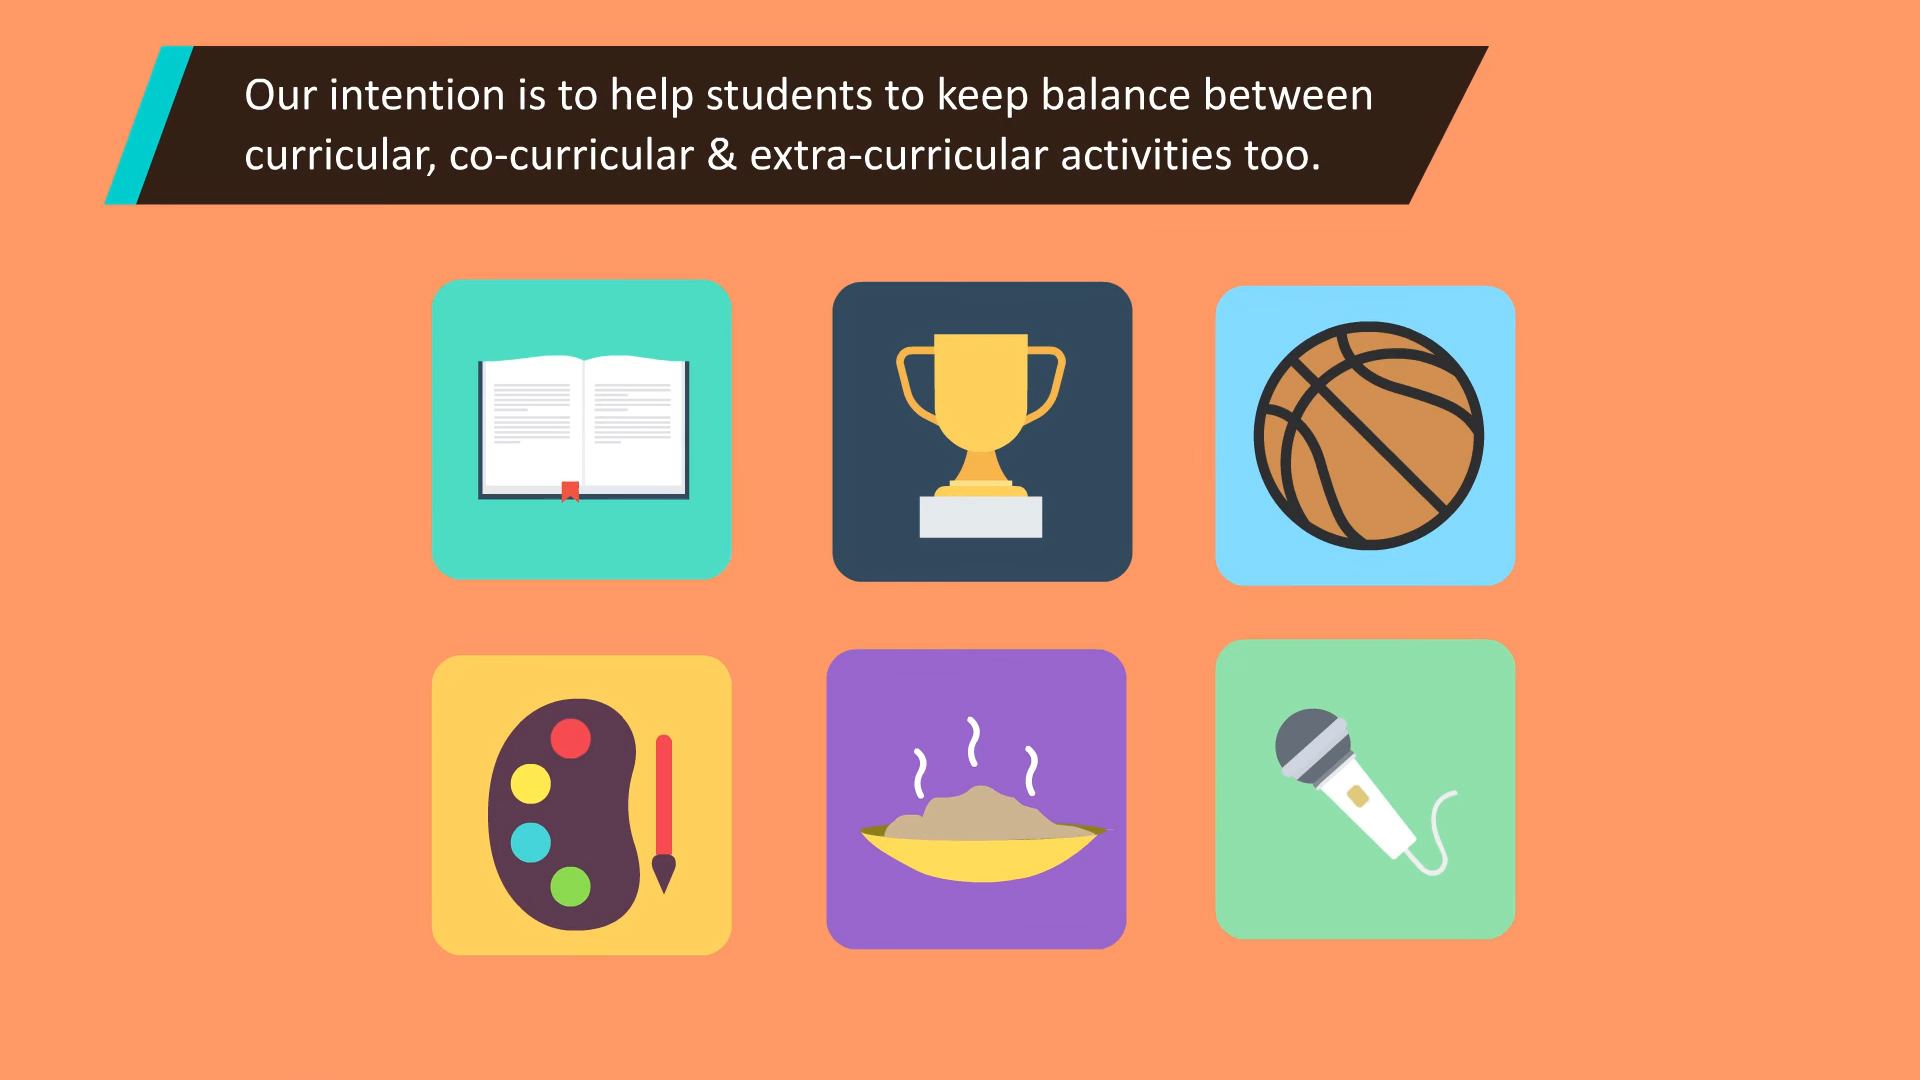 Our intention is to help students to keep balance between
curricular, co-curricular & extra-curricular activities too.